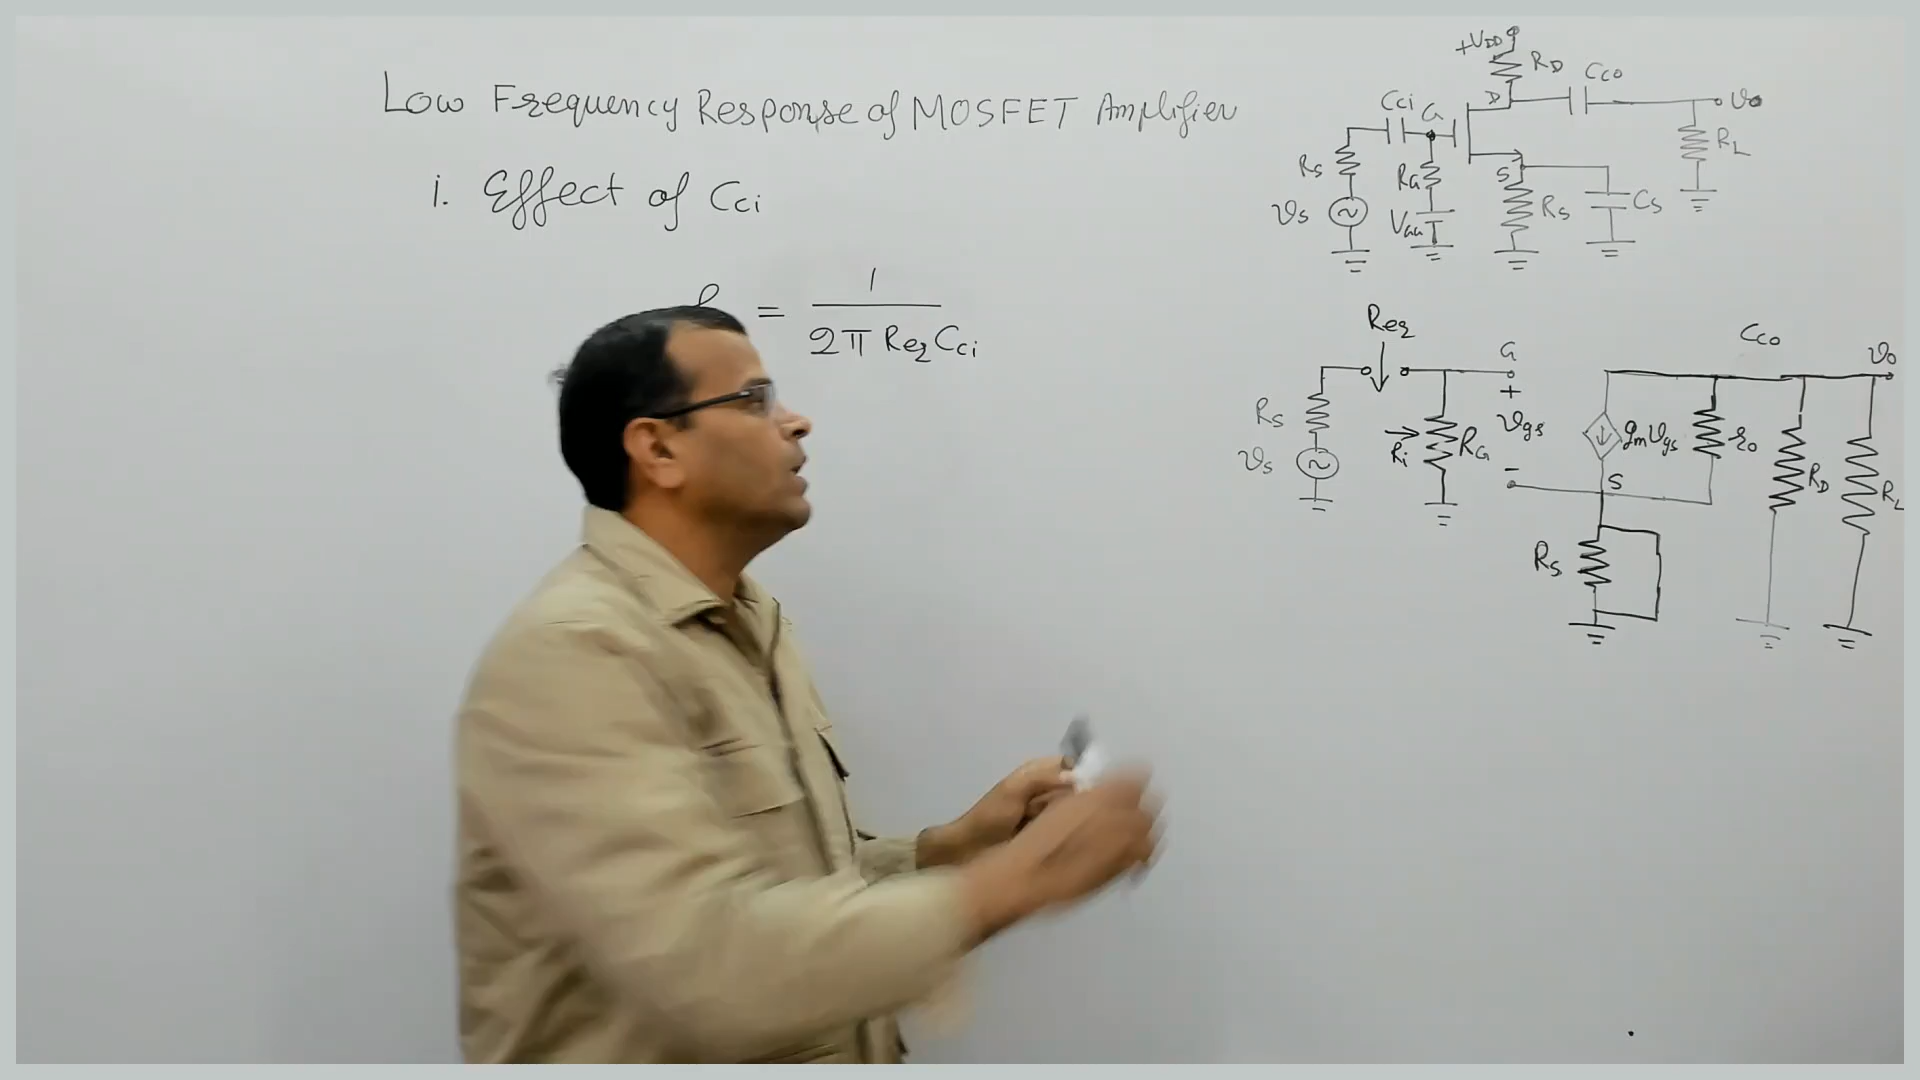 Low Frequency Response of MOSFET Amplifier
i. Effect of Cci
= 1
2π Req Cci
+VDD
RD
Cco
D
Vo
Cci
G
RL
Rs
RG
S
Rs
Cs
Vs
VGG
Req
Cco
G
Vo
+
Rs
Vgs
gmVgs
ro
Ri
RG
Vs
-
S
RD
RL
Rs